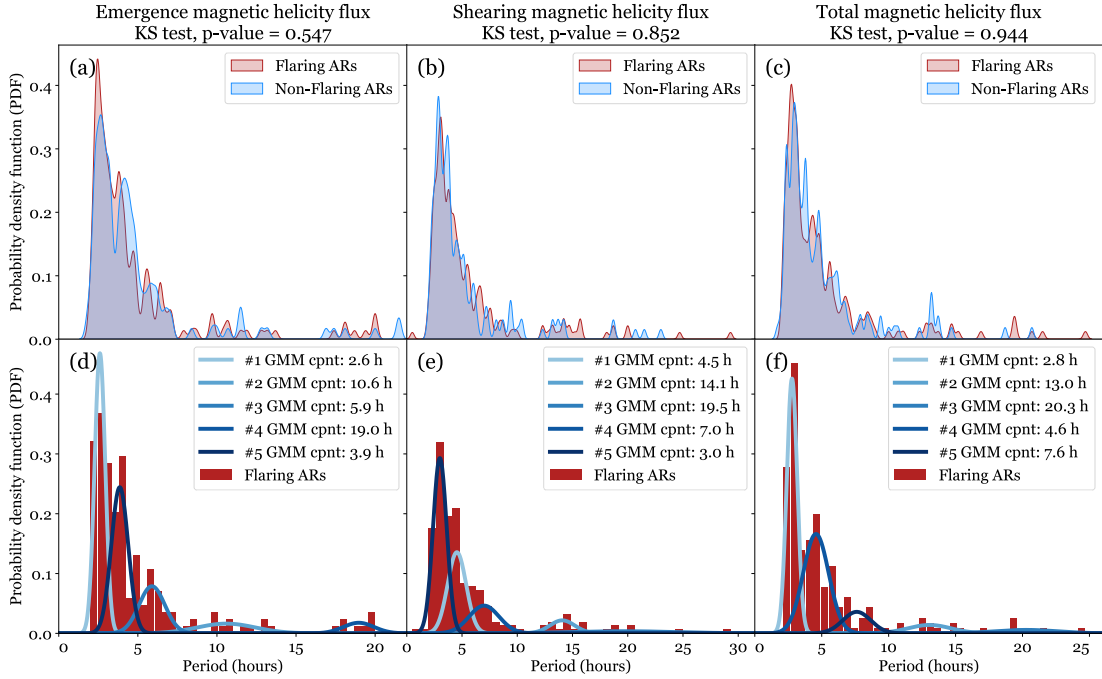 Emergence magnetic helicity flux
KS test, p-value = 0.547
Shearing magnetic helicity flux
KS test, p-value = 0.852
Total magnetic helicity flux
KS test, p-value = 0.944
(a)
Flaring ARs
Non-Flaring ARs
(b)
Flaring ARs
Non-Flaring ARs
(c)
Flaring ARs
Non-Flaring ARs
Probability density function (PDF)
0.4
0.3
0.2
0.1
0.0
(d)
#1 GMM cpnt: 2.6 h
#2 GMM cpnt: 10.6 h
#3 GMM cpnt: 5.9 h
#4 GMM cpnt: 19.0 h
#5 GMM cpnt: 3.9 h
Flaring ARs
(e)
#1 GMM cpnt: 4.5 h
#2 GMM cpnt: 14.1 h
#3 GMM cpnt: 19.5 h
#4 GMM cpnt: 7.0 h
#5 GMM cpnt: 3.0 h
Flaring ARs
(f)
#1 GMM cpnt: 2.8 h
#2 GMM cpnt: 13.0 h
#3 GMM cpnt: 20.3 h
#4 GMM cpnt: 4.6 h
#5 GMM cpnt: 7.6 h
Flaring ARs
Probability density function (PDF)
0.4
0.3
0.2
0.1
0.0
0 5 10 15 20
0 5 10 15 20 25 30
0 5 10 15 20 25
Period (hours)
Period (hours)
Period (hours)